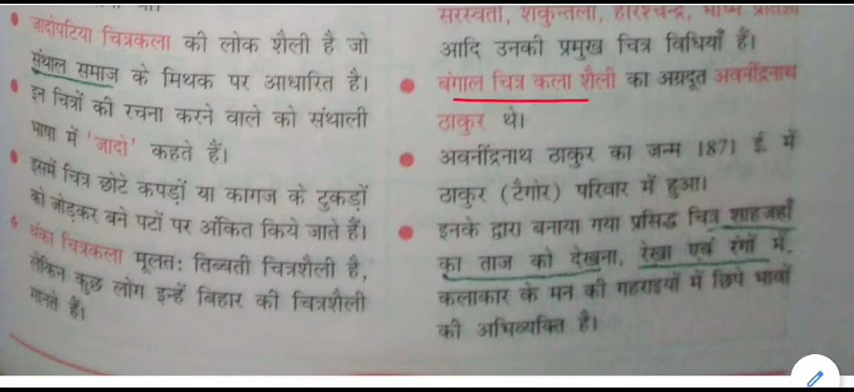 जादोपटिया चित्रकला की लोक शैली है जो
संथाल समाज के मिथक पर आधारित है।
इन चित्रों की रचना करने वाले को संथाली
भाषा में 'जादो' कहते हैं।
इसमें चित्र छोटे कपड़ों या कागज के टुकड़ों
को जोड़कर बने पटों पर अंकित किये जाते हैं।
थंका चित्रकला मूलतः तिब्बती चित्रशैली है,
लेकिन कुछ लोग इन्हें बिहार की चित्रशैली
मानते हैं।
सरस्वती, शकुन्तला, हरिश्चन्द्र, भीष्म
आदि उनकी प्रमुख चित्र विधियाँ हैं।
बंगाल चित्र कला शैली का अग्रदूत अवनींद्रनाथ
ठाकुर थे।
अवनींद्रनाथ ठाकुर का जन्म 1871 ई. में
ठाकुर (टैगोर) परिवार में हुआ।
इनके द्वारा बनाया गया प्रसिद्ध चित्र शाहजहाँ
का ताज को देखना, रेखा एवं रंगों में,
कलाकार के मन की गहराइयों में छिपे भावों
की अभिव्यक्ति है।